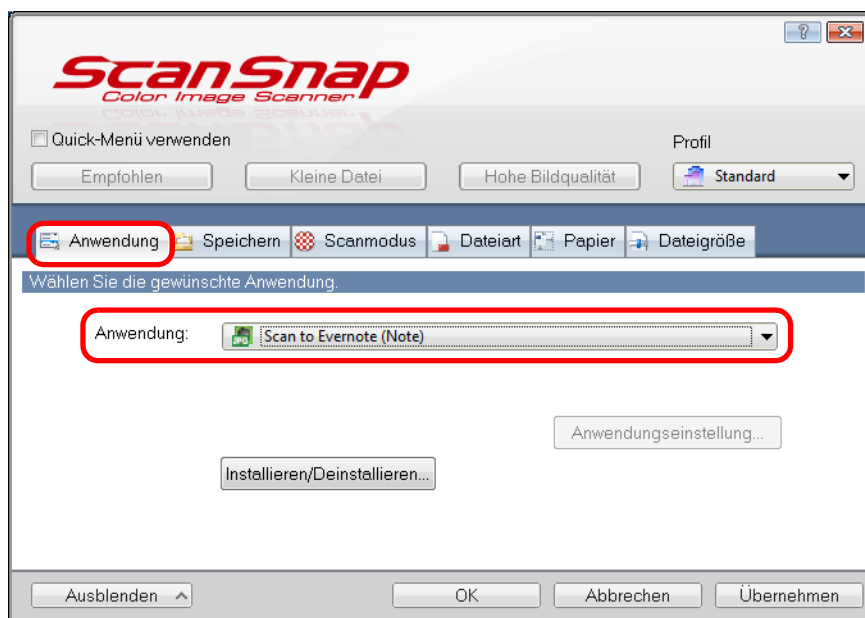 ?
ScanSnap
Color Image Scanner
Quick-Menü verwenden
Profil
Empfohlen Kleine Datei Hohe Bildqualität Standard
Anwendung Speichern Scanmodus Dateiart Papier Dateigröße
Wählen Sie die gewünschte Anwendung.
Anwendung: JPG Scan to Evernote (Note)
Anwendungseinstellung...
Installieren/Deinstallieren...
Ausblenden OK Abbrechen Übernehmen